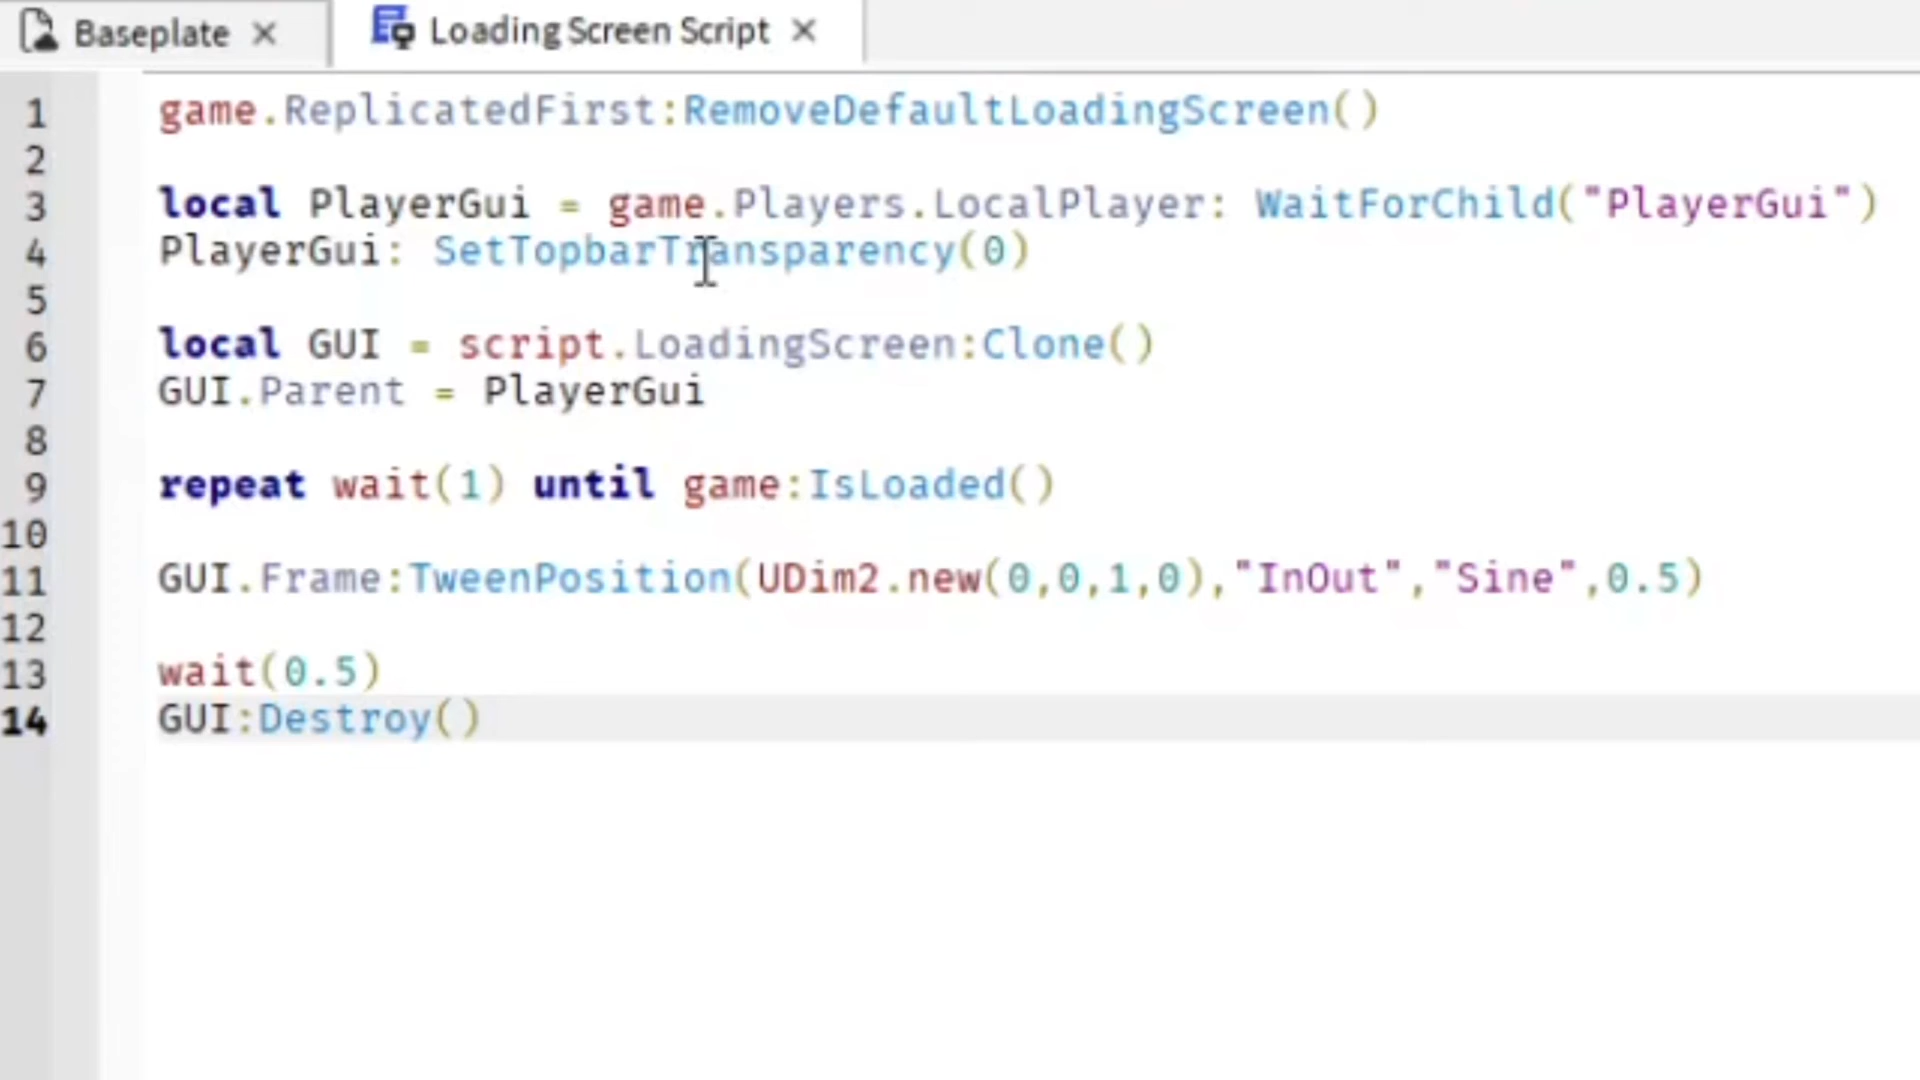 Baseplate Loading Screen Script
1 game.ReplicatedFirst:RemoveDefaultLoadingScreen()
2
3 local PlayerGui = game.Players.LocalPlayer: WaitForChild("PlayerGui")
4 PlayerGui: SetTopbarTransparency(0)
5
6 local GUI = script.LoadingScreen:Clone()
7 GUI.Parent = PlayerGui
8
9 repeat wait(1) until game:IsLoaded()
10
11 GUI.Frame:TweenPosition(UDim2.new(0,0,1,0),"InOut","Sine",0.5)
12
13 wait(0.5)
14 GUI:Destroy()